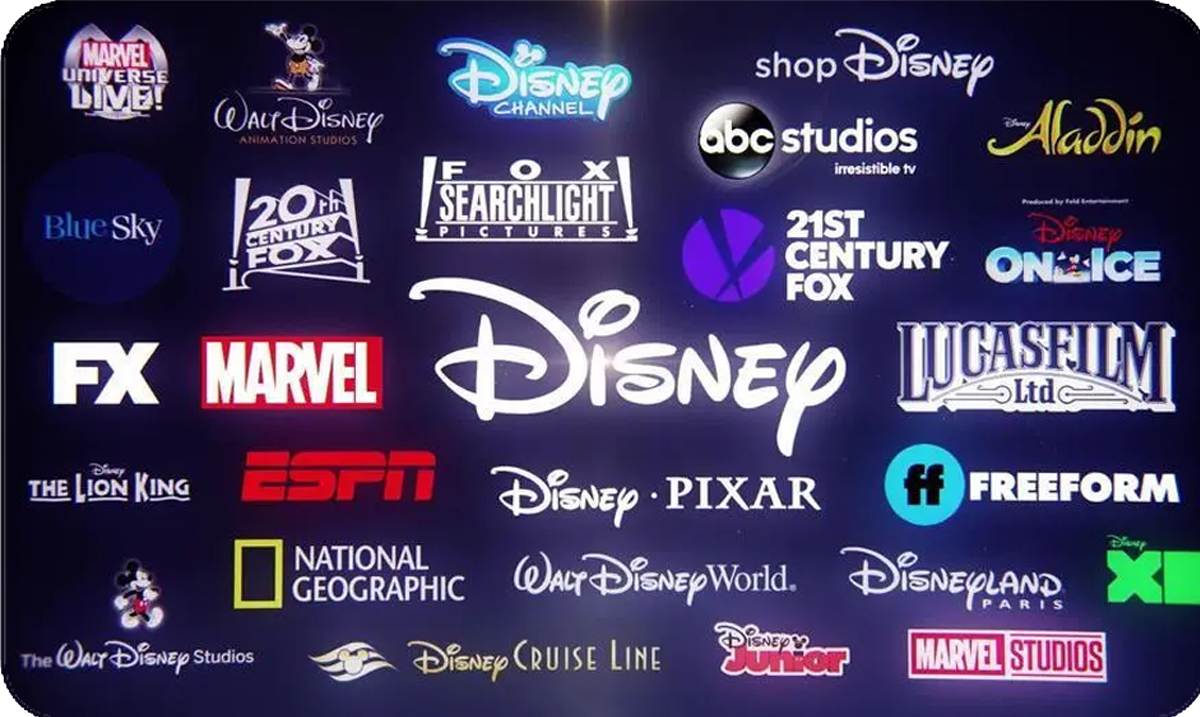 MARVEL
UNIVERSE
LIVE!
WALT DISNEY
ANIMATION STUDIOS
Disney
CHANNEL
shop Disney
abc studios
irresistible tv
Disney
Aladdin
Blue Sky
20th
CENTURY
FOX
FOX
SEARCHLIGHT
PICTURES
21ST
CENTURY
FOX
Produced by Feld Entertainment
Disney
ON ICE
FX
MARVEL
Disney
LUCASFILM
Ltd
Disney
THE LION KING
ESPN
Disney · PIXAR
ff FREEFORM
NATIONAL
GEOGRAPHIC
WALT DISNEY World®
DISNEYLAND
PARIS
Disney
XD
The WALT DISNEY Studios
Disney CRUISE LINE
Disney
Junior
MARVEL STUDIOS